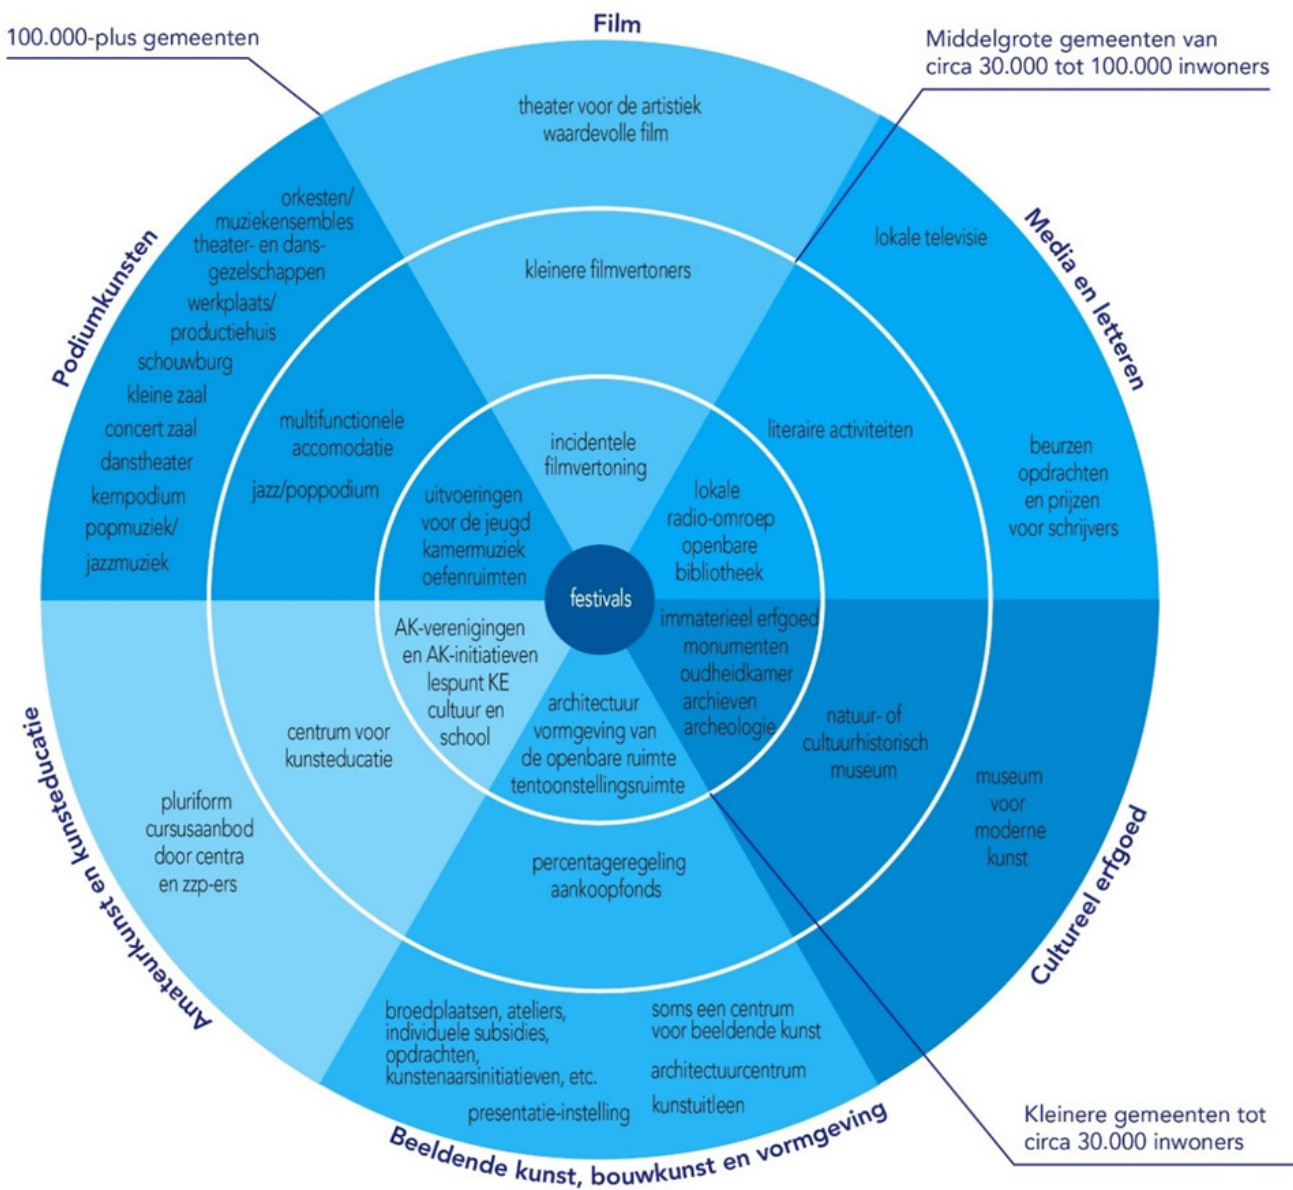 Film
100.000-plus gemeenten
Middelgrote gemeenten van
circa 30.000 tot 100.000 inwoners
theater voor de artistiek
waardevolle film
kleinere filmvertoners
incidentele
filmvertoning
Media en letteren
lokale televisie
beurzen
opdrachten
en prijzen
voor schrijvers
literaire activiteiten
lokale
radio-omroep
openbare
bibliotheek
Podiumkunsten
orkesten/
muziekensembles
theater- en dans-
gezelschappen
werkplaats/
productiehuis
schouwburg
kleine zaal
concert zaal
danstheater
kernpodium
popmuziek/
jazzmuziek
multifunctionele
accomodatie
jazz/poppodium
uitvoeringen
voor de jeugd
kamermuziek
oefenruimten
festivals
AK-verenigingen
en AK-initiatieven
lespunt KE
cultuur en
school
centrum voor
kunsteducatie
pluriform
cursusaanbod
door centra
en zzp-ers
Amateurkunst en kunsteducatie
immaterieel erfgoed
monumenten
oudheidkamer
archieven
archeologie
natuur- of
cultuurhistorisch
museum
museum
voor
moderne
kunst
Cultureel erfgoed
architectuur
vormgeving van
de openbare ruimte
tentoonstellingsruimte
percentageregeling
aankoopfonds
broedplaatsen, ateliers,
individuele subsidies,
opdrachten,
kunstenaarsinitiatieven, etc.
presentatie-instelling
soms een centrum
voor beeldende kunst
architectuurcentrum
kunstuitleen
Beeldende kunst, bouwkunst en vormgeving
Kleinere gemeenten tot
circa 30.000 inwoners